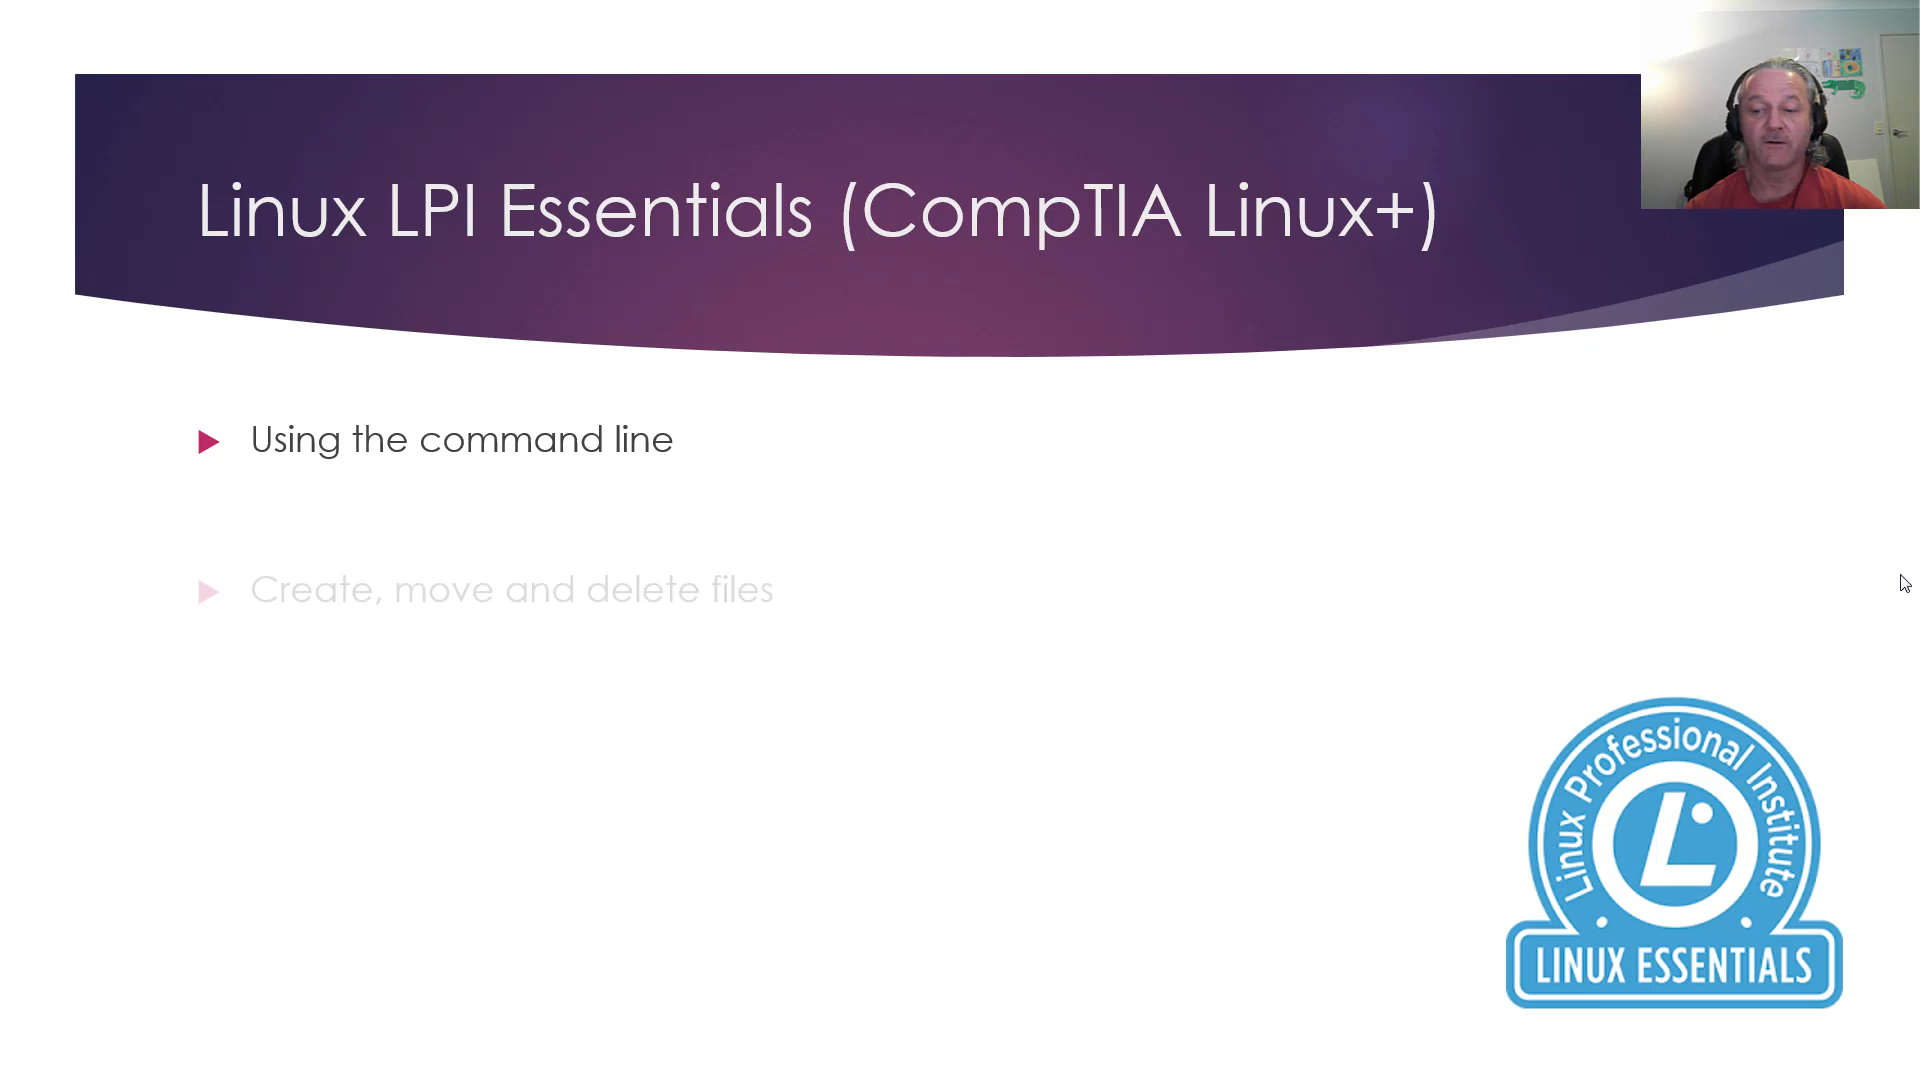 Linux LPI Essentials (CompTIA Linux+)
Using the command line
Create, move and delete files
Linux Professional Institute
LINUX ESSENTIALS